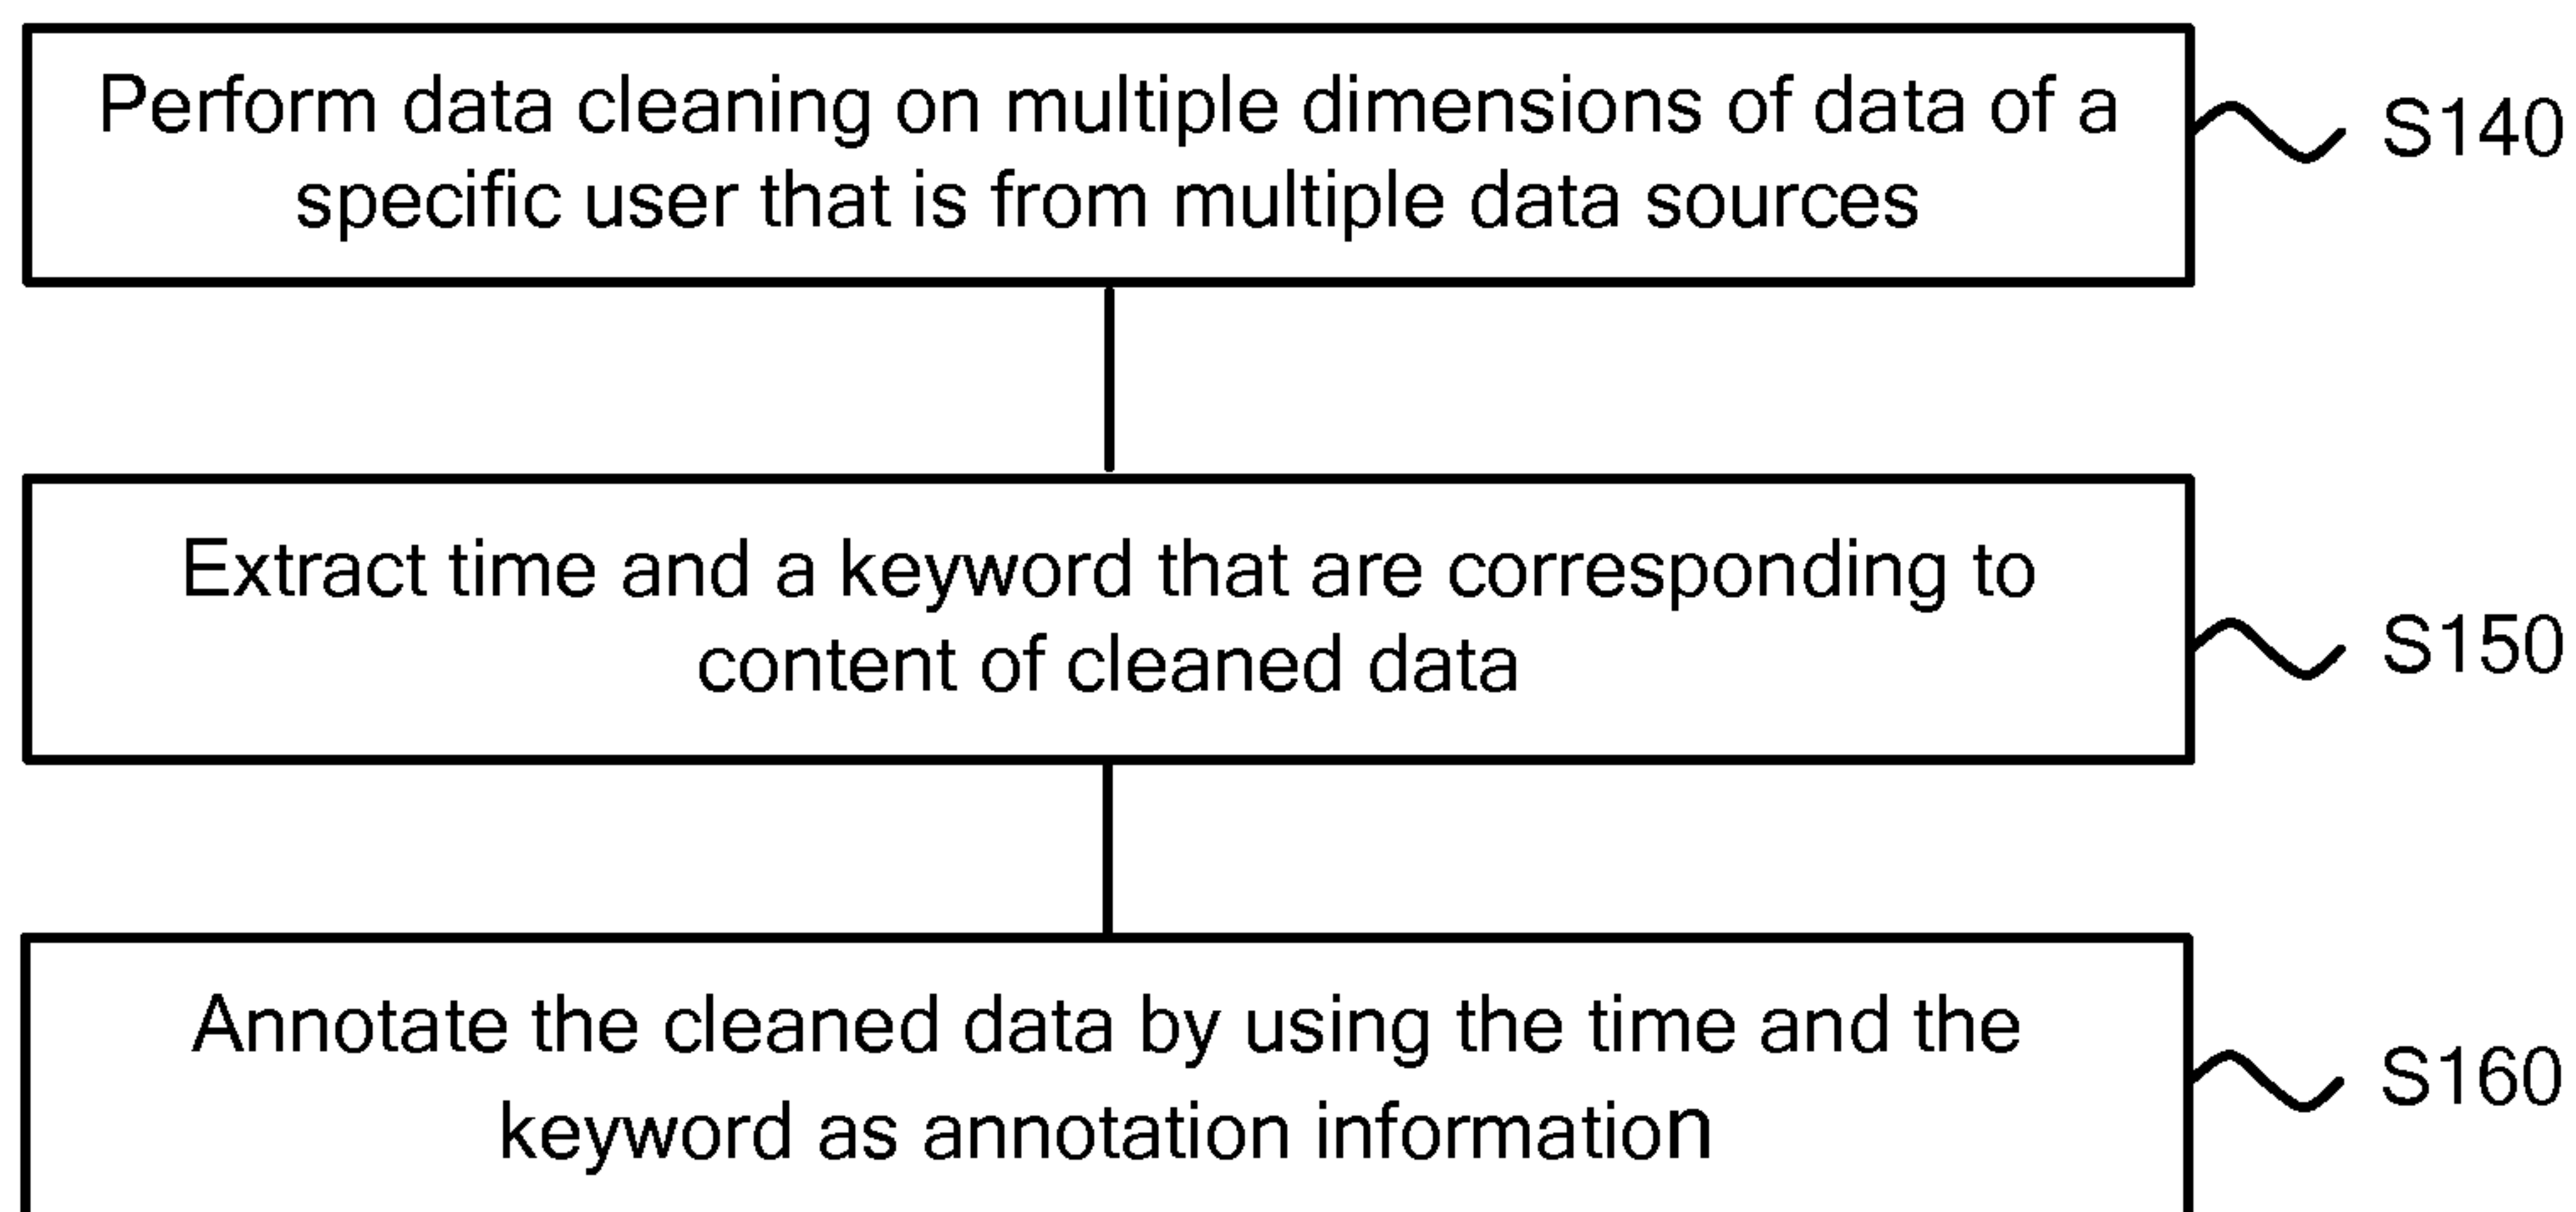 Perform data cleaning on multiple dimensions of data of a
specific user that is from multiple data sources
S140
Extract time and a keyword that are corresponding to
content of cleaned data
S150
Annotate the cleaned data by using the time and the
keyword as annotation information
S160